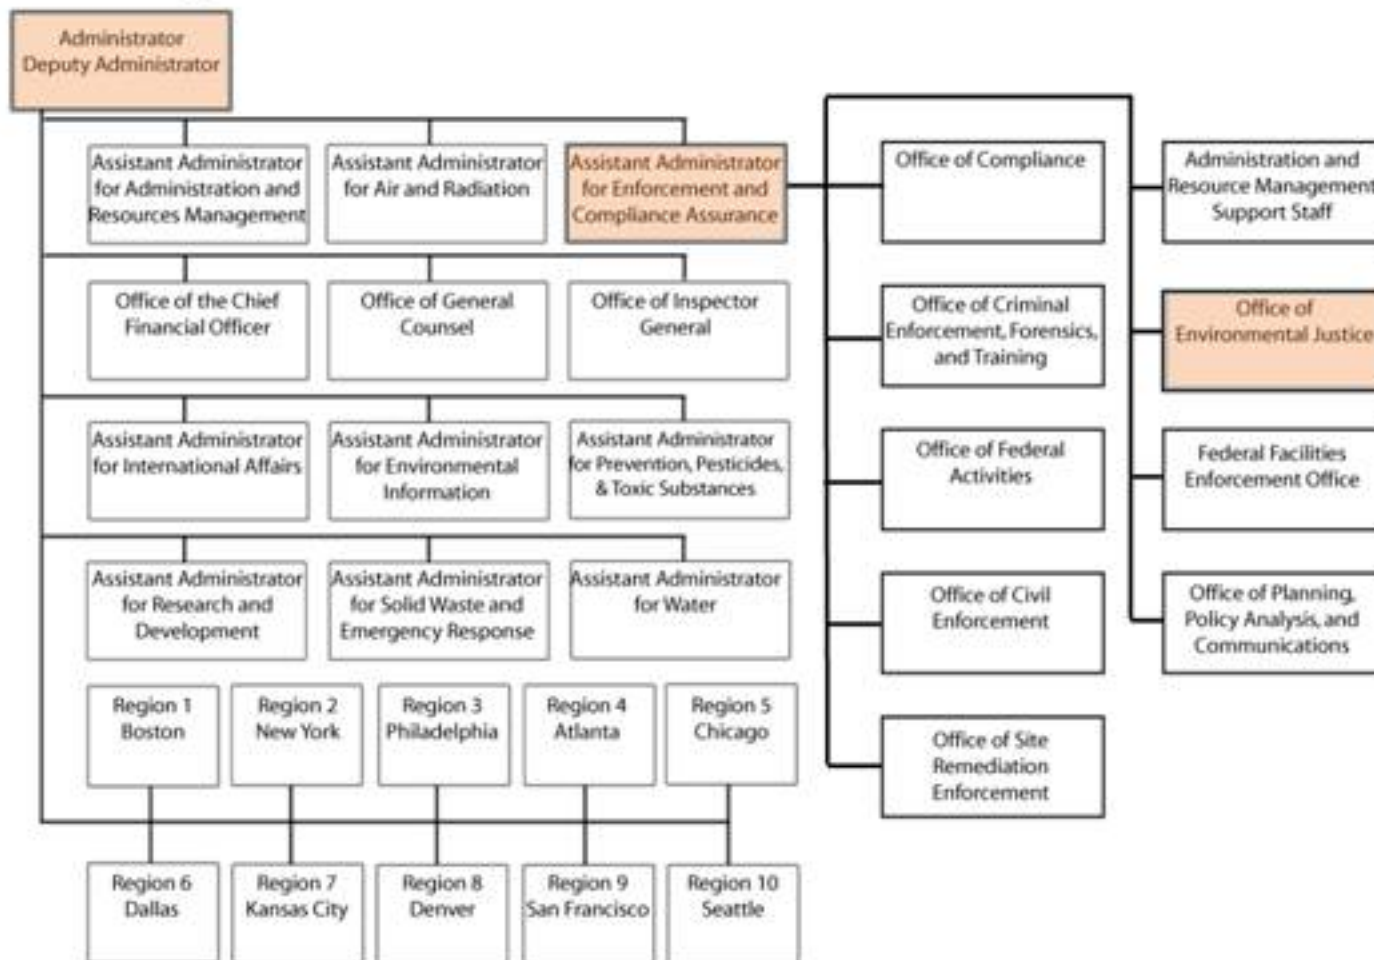 Administrator
Deputy Administrator
Assistant Administrator
for Administration and
Resources Management
Assistant Administrator
for Air and Radiation
Assistant Administrator
for Enforcement and
Compliance Assurance
Office of the Chief
Financial Officer
Office of General
Counsel
Office of Inspector
General
Assistant Administrator
for International Affairs
Assistant Administrator
for Environmental
Information
Assistant Administrator
for Prevention, Pesticides,
& Toxic Substances
Assistant Administrator
for Research and
Development
Assistant Administrator
for Solid Waste and
Emergency Response
Assistant Administrator
for Water
Region 1
Boston
Region 2
New York
Region 3
Philadelphia
Region 4
Atlanta
Region 5
Chicago
Region 6
Dallas
Region 7
Kansas City
Region 8
Denver
Region 9
San Francisco
Region 10
Seattle
Office of Compliance
Office of Criminal
Enforcement, Forensics,
and Training
Office of Federal
Activities
Office of Civil
Enforcement
Office of Site
Remediation
Enforcement
Administration and
Resource Management
Support Staff
Office of
Environmental Justice
Federal Facilities
Enforcement Office
Office of Planning,
Policy Analysis, and
Communications